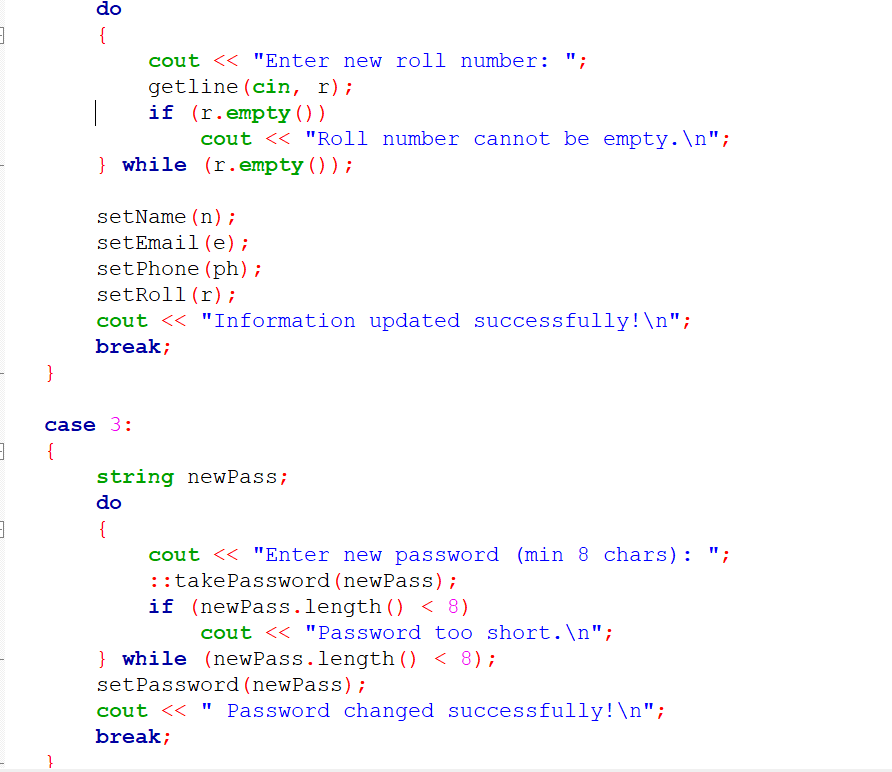 do
{
cout << "Enter new roll number: ";
getline(cin, r);
if (r.empty())
cout << "Roll number cannot be empty.\n";
} while (r.empty());
setName(n);
setEmail(e);
setPhone(ph);
setRoll(r);
cout << "Information updated successfully!\n";
break;
}
case 3:
{
string newPass;
do
{
cout << "Enter new password (min 8 chars): ";
::takePassword(newPass);
if (newPass.length() < 8)
cout << "Password too short.\n";
} while (newPass.length() < 8);
setPassword(newPass);
cout << " Password changed successfully!\n";
break;
}